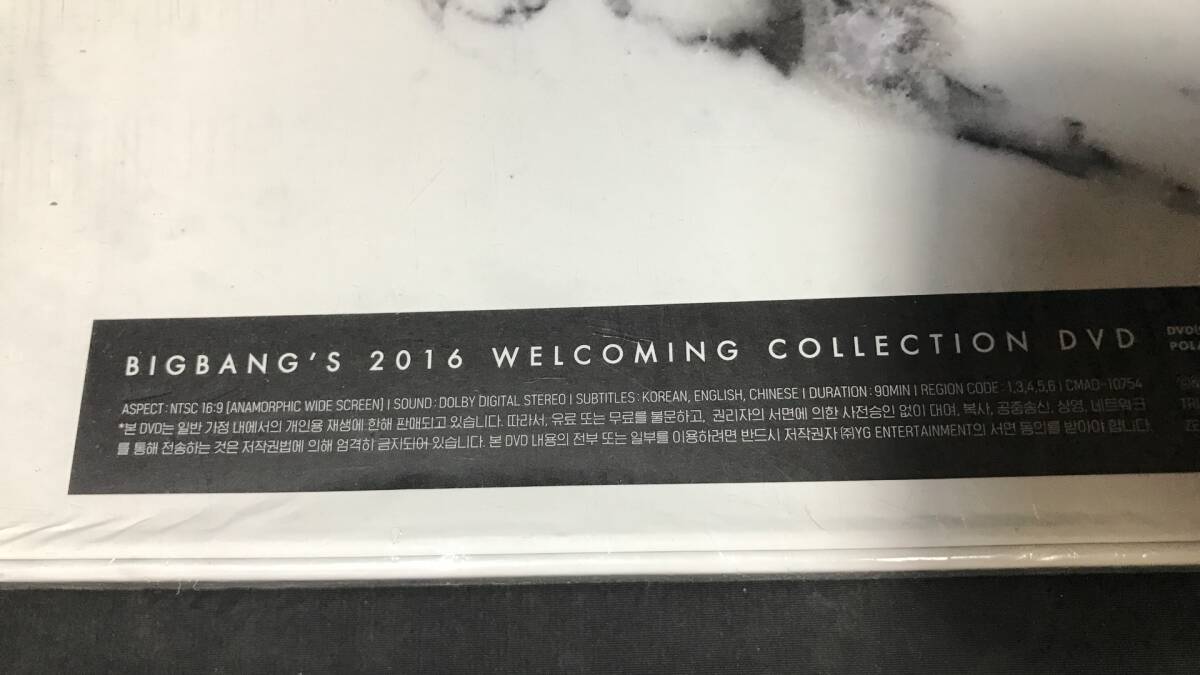 BIGBANG'S 2016 WELCOMING COLLECTION DVD
ASPECT : NTSC 16:9 [ANAMORPHIC WIDE SCREEN] | SOUND : DOLBY DIGITAL STEREO | SUBTITLES : KOREAN, ENGLISH, CHINESE | DURATION : 90MIN | REGION CODE : 1,3,4,5,6 | CMAD-10754
*본 DVD는 일반 가정 내에서의 개인용 재생에 한해 판매되고 있습니다. 따라서, 유료 또는 무료를 불문하고, 권리자의 서면에 의한 사전승인 없이 대여, 복사, 공중송신, 상영, 네트워크
를 통해 전송하는 것은 저작권법에 의해 엄격히 금지되어 있습니다. 본 DVD 내용의 전부 또는 일부를 이용하려면 반드시 저작권자 ㈜YG ENTERTAINMENT의 서면 동의를 받아야 합니다.